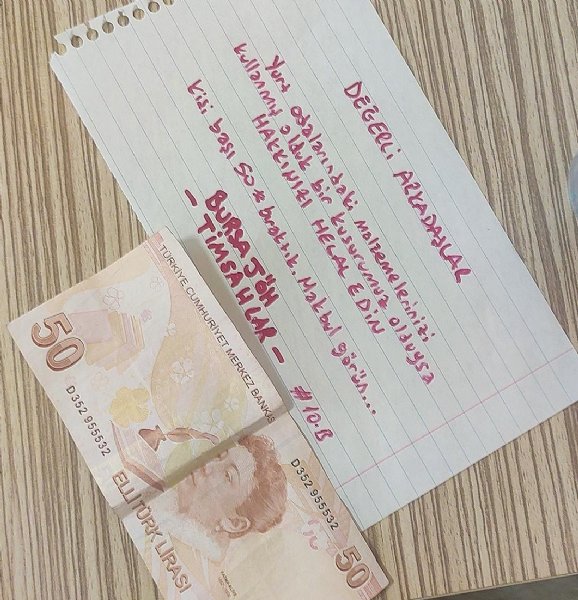 DEĞERLİ ARKADAŞLAR
Yurt odalarındaki malzemelerinizi
kullanmış olduk bir kusurumuz olduysa
HAKKINIZI HELAL EDİN
Kişi başı 50 ₺ bıraktık. Makbul görün...
BURSA JÖH
- TİMSAHLAR -
#10.B
TÜRKİYE CUMHURİYET MERKEZ BANKASI
50
D352 955532
D352 955532
ELLİ TÜRK LİRASI
50